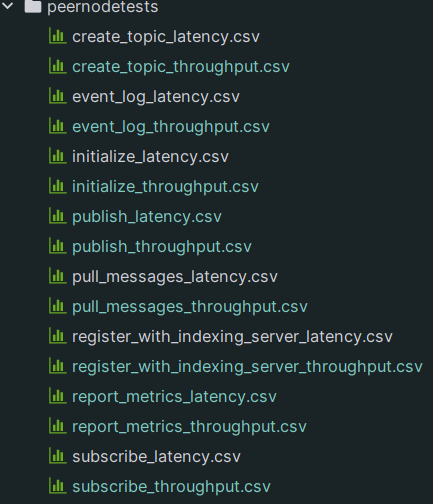 peernodetests
create_topic_latency.csv
create_topic_throughput.csv
event_log_latency.csv
event_log_throughput.csv
initialize_latency.csv
initialize_throughput.csv
publish_latency.csv
publish_throughput.csv
pull_messages_latency.csv
pull_messages_throughput.csv
register_with_indexing_server_latency.csv
register_with_indexing_server_throughput.csv
report_metrics_latency.csv
report_metrics_throughput.csv
subscribe_latency.csv
subscribe_throughput.csv